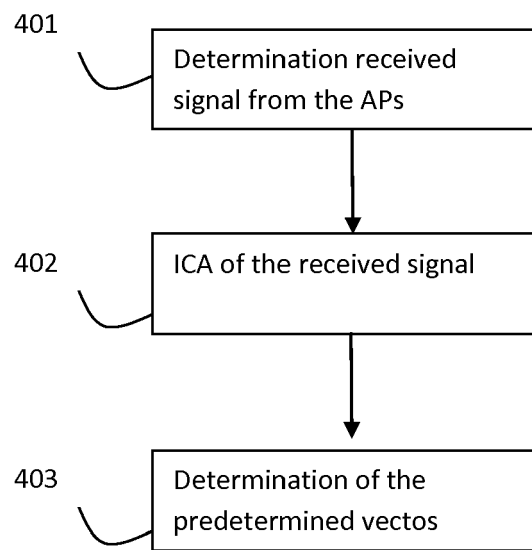 401
Determination received
signal from the APs
402
ICA of the received signal
403
Determination of the
predetermined vectos